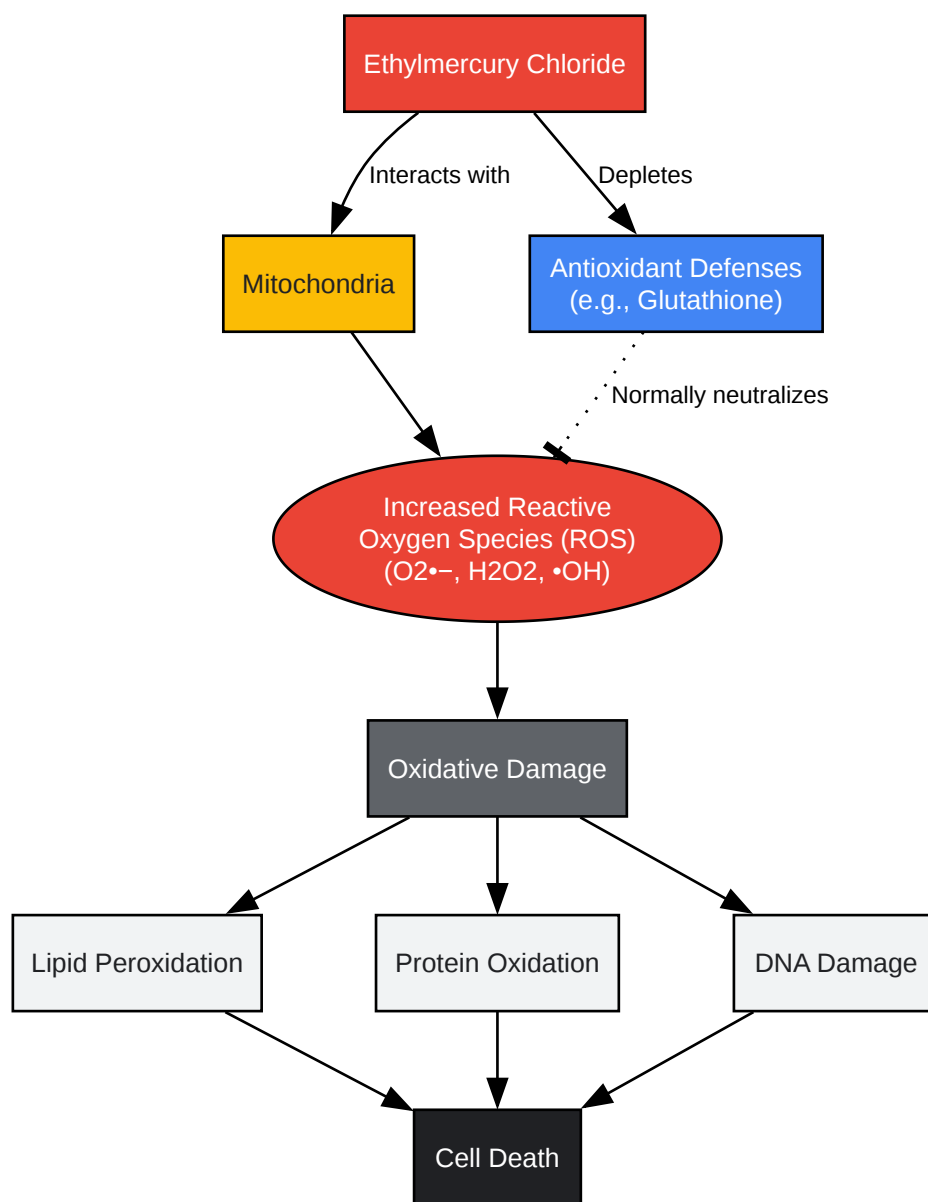 Ethylmercury Chloride
Interacts with
Depletes
Mitochondria
Antioxidant Defenses
(e.g., Glutathione)
Normally neutralizes
Increased Reactive
Oxygen Species (ROS)
(O2•−, H2O2, •OH)
Oxidative Damage
Lipid Peroxidation
Protein Oxidation
DNA Damage
Cell Death